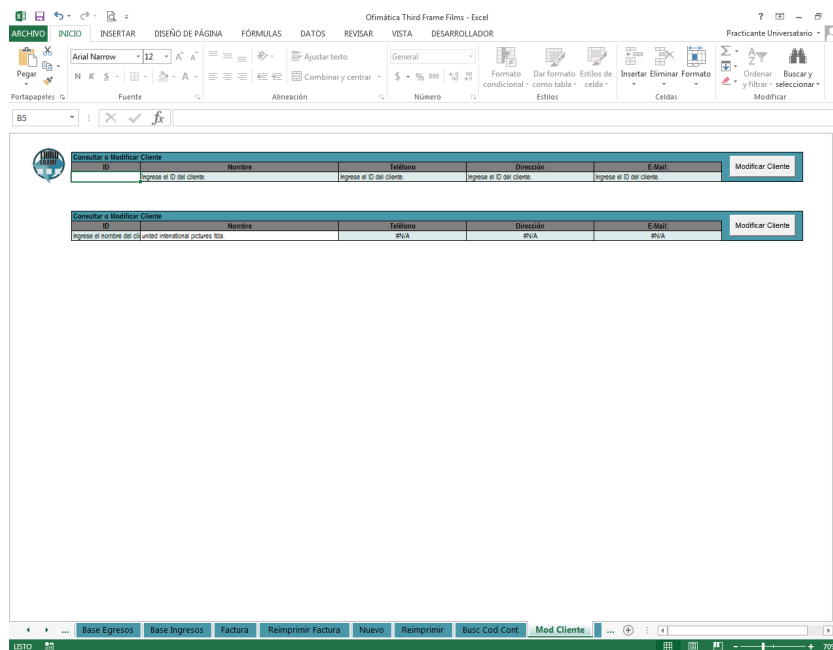 Ofimática Third Frame Films - Excel
ARCHIVO INICIO INSERTAR DISEÑO DE PÁGINA FÓRMULAS DATOS REVISAR VISTA DESARROLLADOR Practicante Universatario
Pegar
Arial Narrow 12
N K S
Ajustar texto
Combinar y centrar
General
$ % 000
Formato condicional
Dar formato como tabla
Estilos de celda
Insertar Eliminar Formato
Ordenar y filtrar
Buscar y seleccionar
Portapapeles Fuente Alineación Número Estilos Celdas Modificar
B5 fx
THIRD FRAME
Consultar o Modificar Cliente
ID Nombre Teléfono Dirección E-Mail:
Ingrese el ID del cliente. Ingrese el ID del cliente. Ingrese el ID del cliente. Ingrese el ID del cliente.
Modificar Cliente
Consultar o Modificar Cliente
ID Nombre Teléfono Dirección E-Mail:
Ingrese el nombre del cli united intenational pictures ltda. #N/A #N/A #N/A
Modificar Cliente
... Base Egresos Base Ingresos Factura Reimprimir Factura Nuevo Reimprimir Busc Cod Cont Mod Cliente ...
LISTO 70%